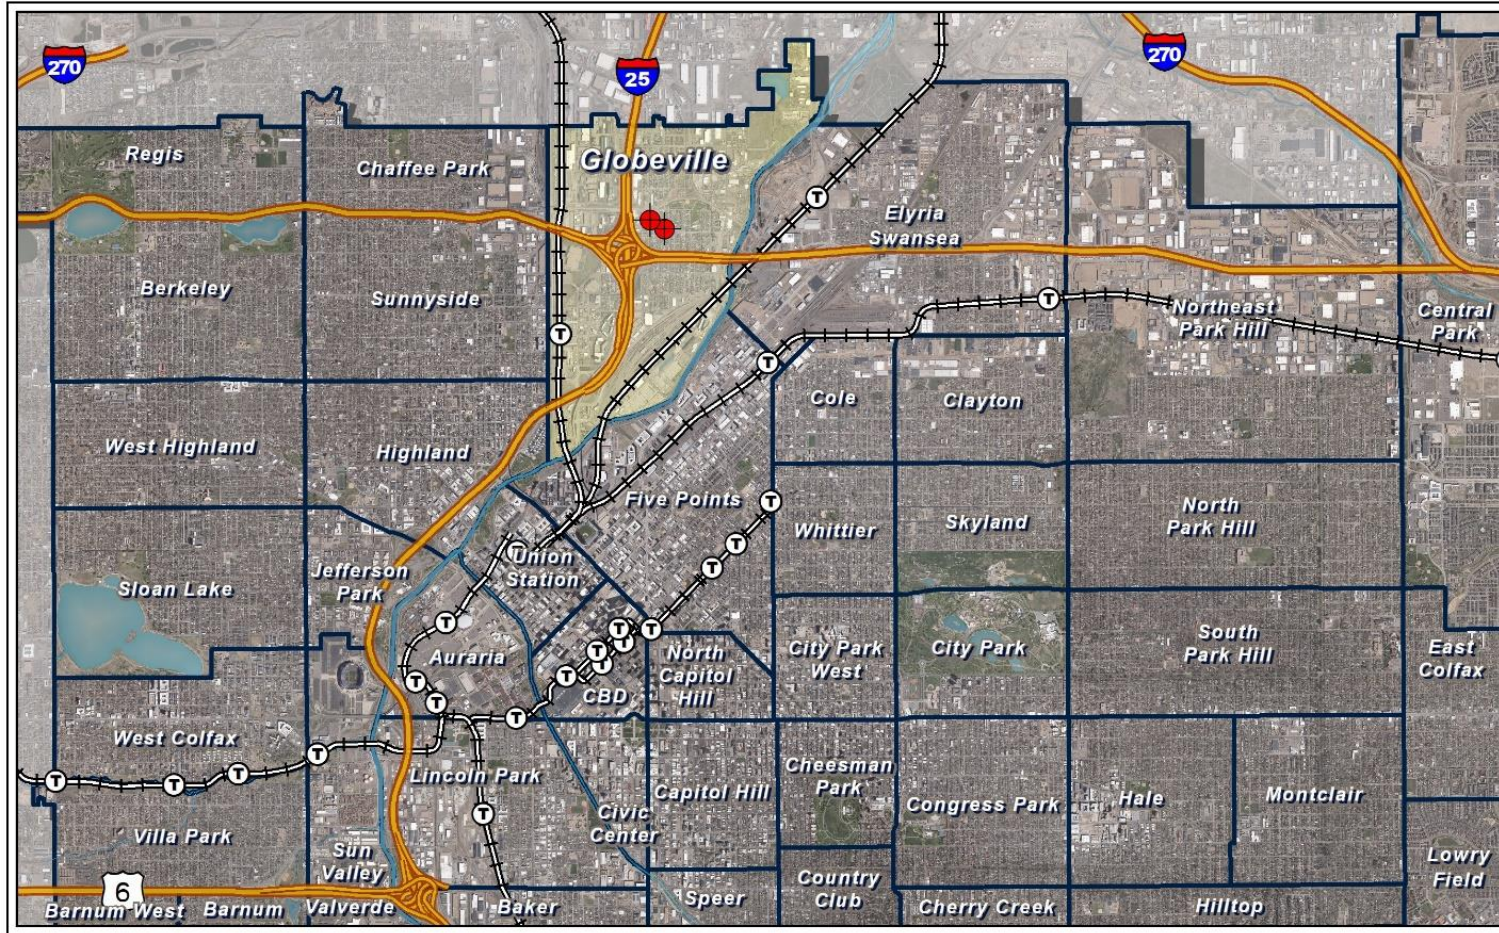 270
25
270
Regis
Chaffee Park
Globeville
Elyria
Swansea
Berkeley
Sunnyside
T
T
T
T
Northeast
Park Hill
Central
Park
West Highland
Highland
Cole
Clayton
Five Points
T
Whittier
Skyland
North
Park Hill
Sloan Lake
Jefferson
Park
T
Union
Station
T
T
Auraria
T
T
T
T
T
T
T
T
T
T
T
CBD
North
Capitol
Hill
City Park
West
City Park
South
Park Hill
East
Colfax
West Colfax
T
T
T
T
Lincoln Park
T
Civic
Center
Capitol Hill
Cheesman
Park
Congress Park
Hale
Montclair
Villa Park
Sun
Valley
Lowry
Field
6
Barnum West
Barnum
Valverde
Baker
Speer
Country
Club
Cherry Creek
Hilltop